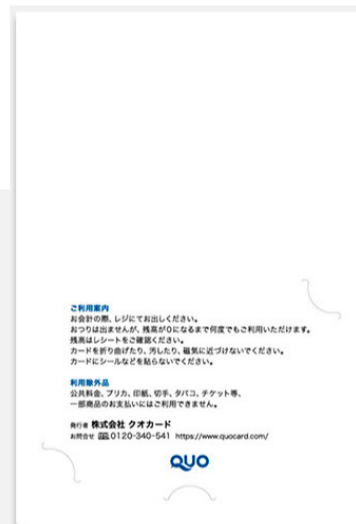 ご利用案内
お会計の際、レジにてお出しください。
おつりは出ませんが、残高が0になるまで何度でもご利用いただけます。
残高はレシートをご確認ください。
カードを折り曲げたり、汚したり、磁気に近づけないでください。
カードにシールなどを貼らないでください。
利用除外品
公共料金、プリカ、印紙、切手、タバコ、チケット等、
一部商品のお支払いにはご利用できません。
発行者 株式会社 クオカード
お問合せ 0120-340-541 https://www.quocard.com/
QUO